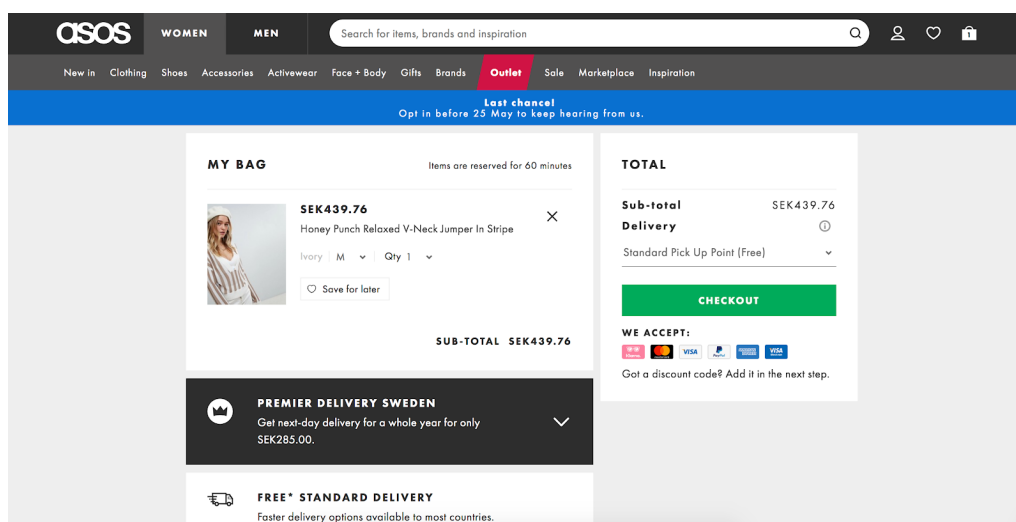 asos
WOMEN
MEN
Search for items, brands and inspiration
1
New in Clothing Shoes Accessories Activewear Face + Body Gifts Brands Outlet Sale Marketplace Inspiration
Last chance!
Opt in before 25 May to keep hearing from us.
MY BAG
Items are reserved for 60 minutes
SEK439.76
Honey Punch Relaxed V-Neck Jumper In Stripe
Ivory M Qty 1
Save for later
SUB-TOTAL SEK439.76
PREMIER DELIVERY SWEDEN
Get next-day delivery for a whole year for only
SEK285.00.
FREE* STANDARD DELIVERY
Faster delivery options available to most countries.
TOTAL
Sub-total SEK439.76
Delivery
Standard Pick Up Point (Free)
CHECKOUT
WE ACCEPT:
Klarna VISA PayPal VISA
Got a discount code? Add it in the next step.